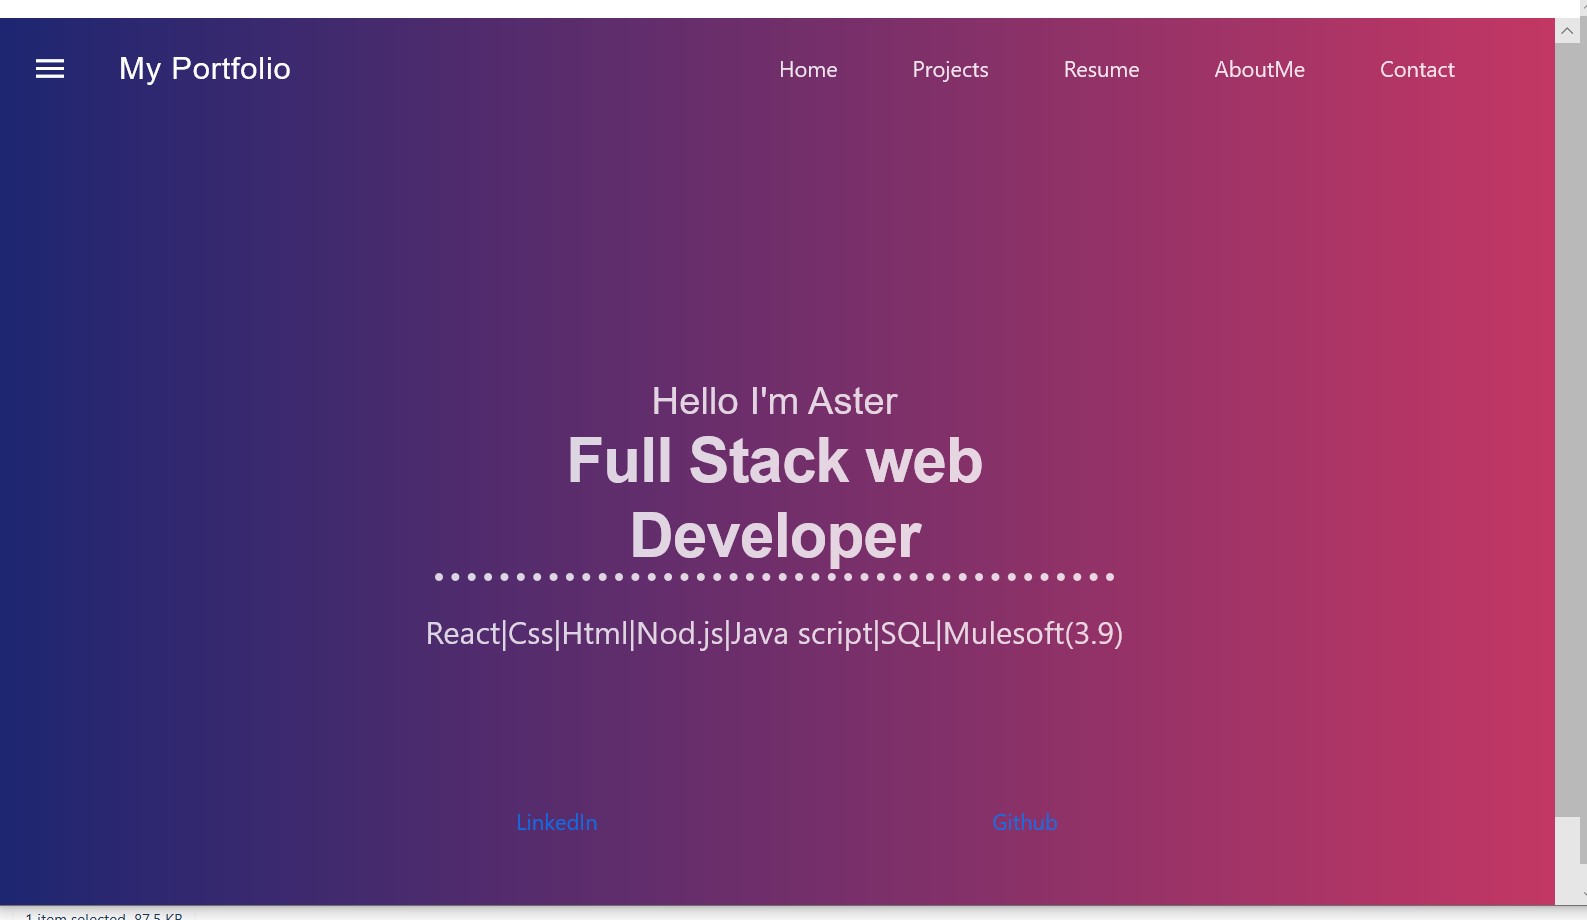 My Portfolio
Home Projects Resume AboutMe Contact
Hello I'm Aster
Full Stack web
Developer
React|Css|Html|Nod.js|Java script|SQL|Mulesoft(3.9)
LinkedIn Github
1 item selected 87.5 KB